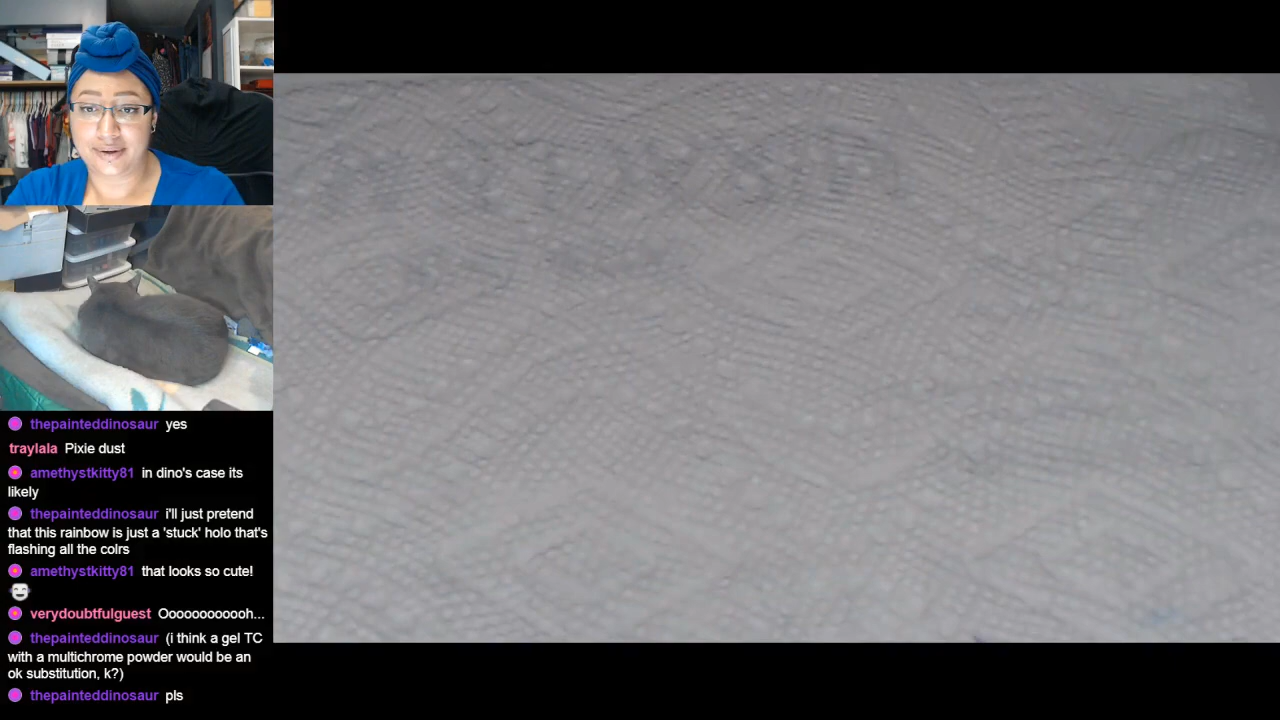 thepainteddinosaur yes
traylala Pixie dust
amethystkitty81 in dino's case its
likely
thepainteddinosaur i'll just pretend
that this rainbow is just a 'stuck' holo that's
flashing all the colrs
amethystkitty81 that looks so cute!
verydoubtfulguest Oooooooooooh...
thepainteddinosaur (i think a gel TC
with a multichrome powder would be an
ok substitution, k?)
thepainteddinosaur pls